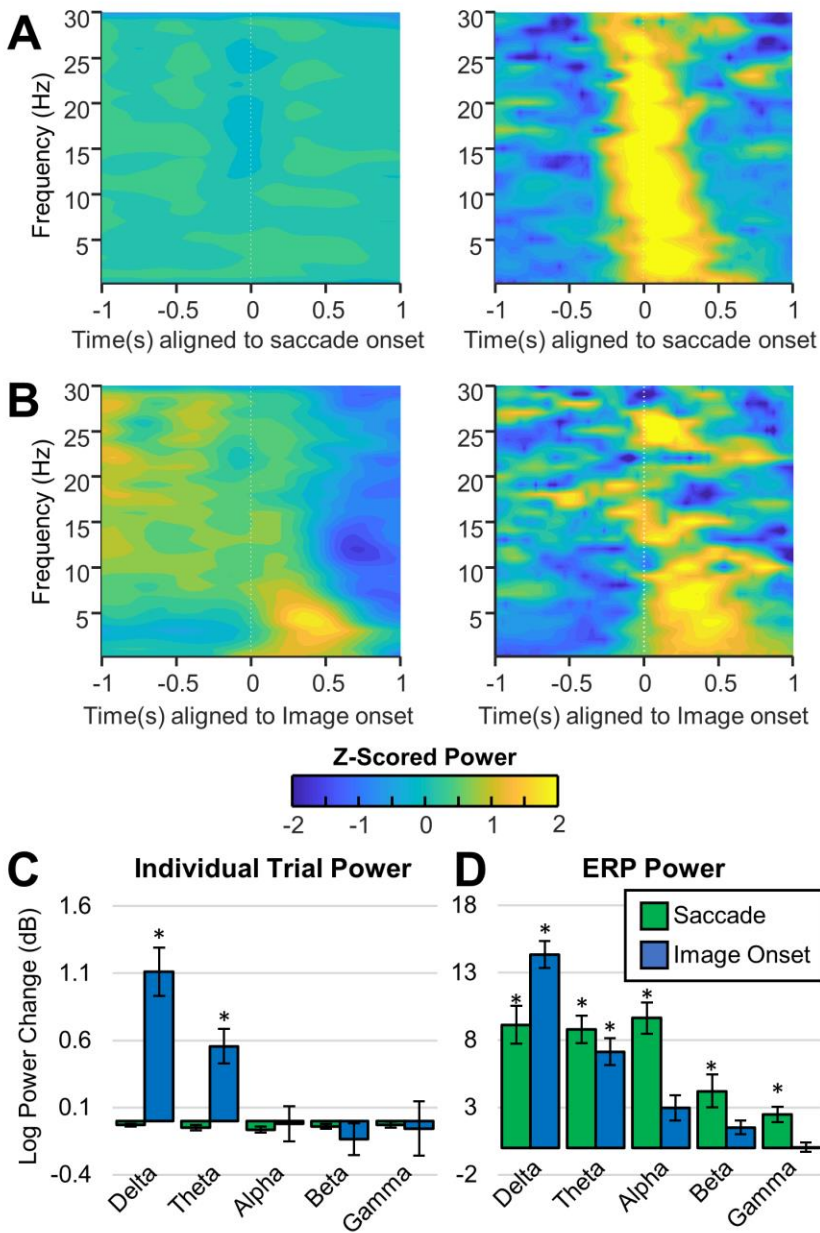 A
Frequency (Hz)
30
25
20
15
10
5
-1 -0.5 0 0.5 1
Time(s) aligned to saccade onset
30
25
20
15
10
5
-1 -0.5 0 0.5 1
Time(s) aligned to saccade onset
B
Frequency (Hz)
30
25
20
15
10
5
-1 -0.5 0 0.5 1
Time(s) aligned to Image onset
30
25
20
15
10
5
-1 -0.5 0 0.5 1
Time(s) aligned to Image onset
Z-Scored Power
-2 -1 0 1 2
C Individual Trial Power
Log Power Change (dB)
1.6
1.1
0.6
0.1
-0.4
* *
Delta Theta Alpha Beta Gamma
D ERP Power
Saccade
Image Onset
18
13
8
3
-2
* * * * * * *
Delta Theta Alpha Beta Gamma